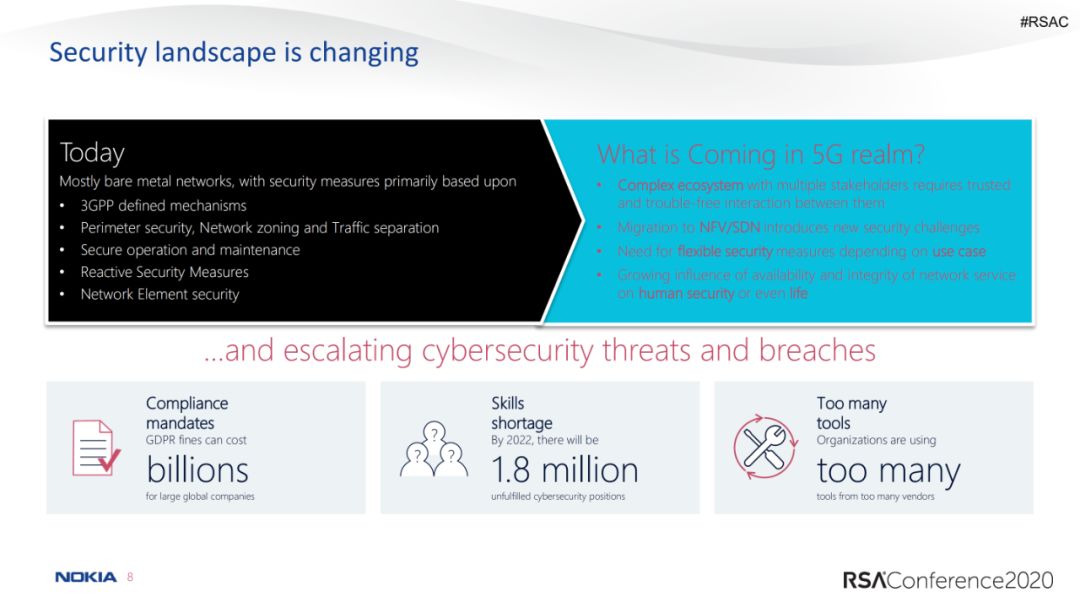 #RSAC
Security landscape is changing
Today
Mostly bare metal networks, with security measures primarily based upon
• 3GPP defined mechanisms
• Perimeter security, Network zoning and Traffic separation
• Secure operation and maintenance
• Reactive Security Measures
• Network Element security
What is Coming in 5G realm?
• Complex ecosystem with multiple stakeholders requires trusted
and trouble-free interaction between them
• Migration to NFV/SDN introduces new security challenges
• Need for flexible security measures depending on use case
• Growing influence of availability and integrity of network service
on human security or even life
...and escalating cybersecurity threats and breaches
Compliance
mandates
GDPR fines can cost
billions
for large global companies
? ? ?
Skills
shortage
By 2022, there will be
1.8 million
unfulfilled cybersecurity positions
Too many
tools
Organizations are using
too many
tools from too many vendors
NOKIA 8
RSAConference2020